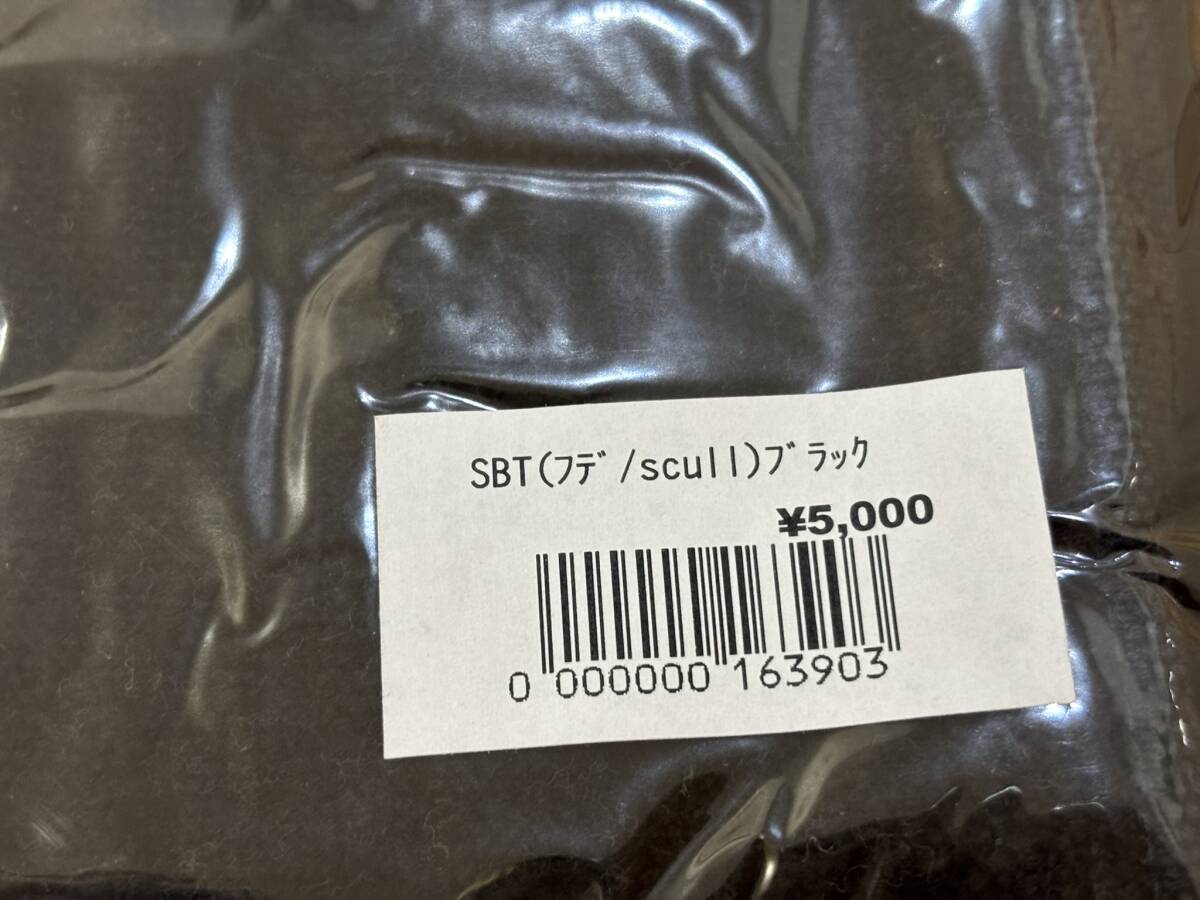 SBT(ﾌﾃﾞ/scull)ﾌﾞﾗｯｸ
¥5,000
0 000000 163903